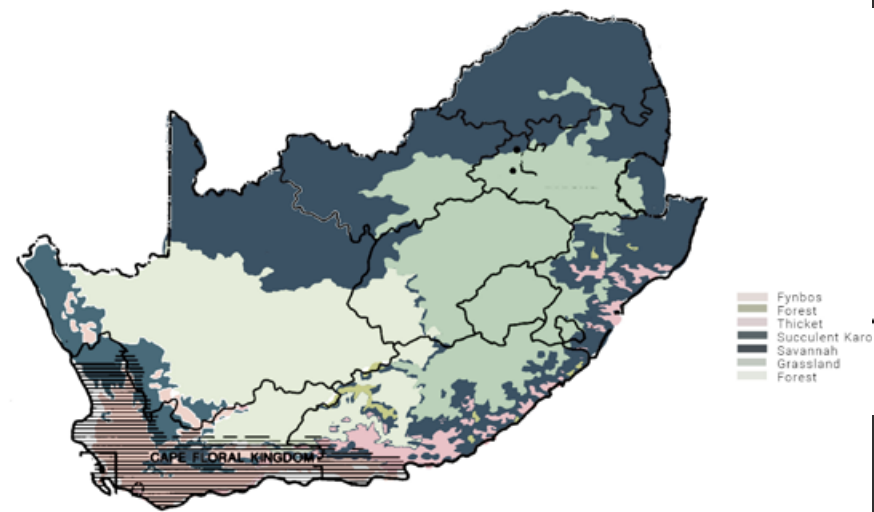 CAPE FLORAL KINGDOM
Fynbos
Forest
Thicket
Succulent Karo
Savannah
Grassland
Forest